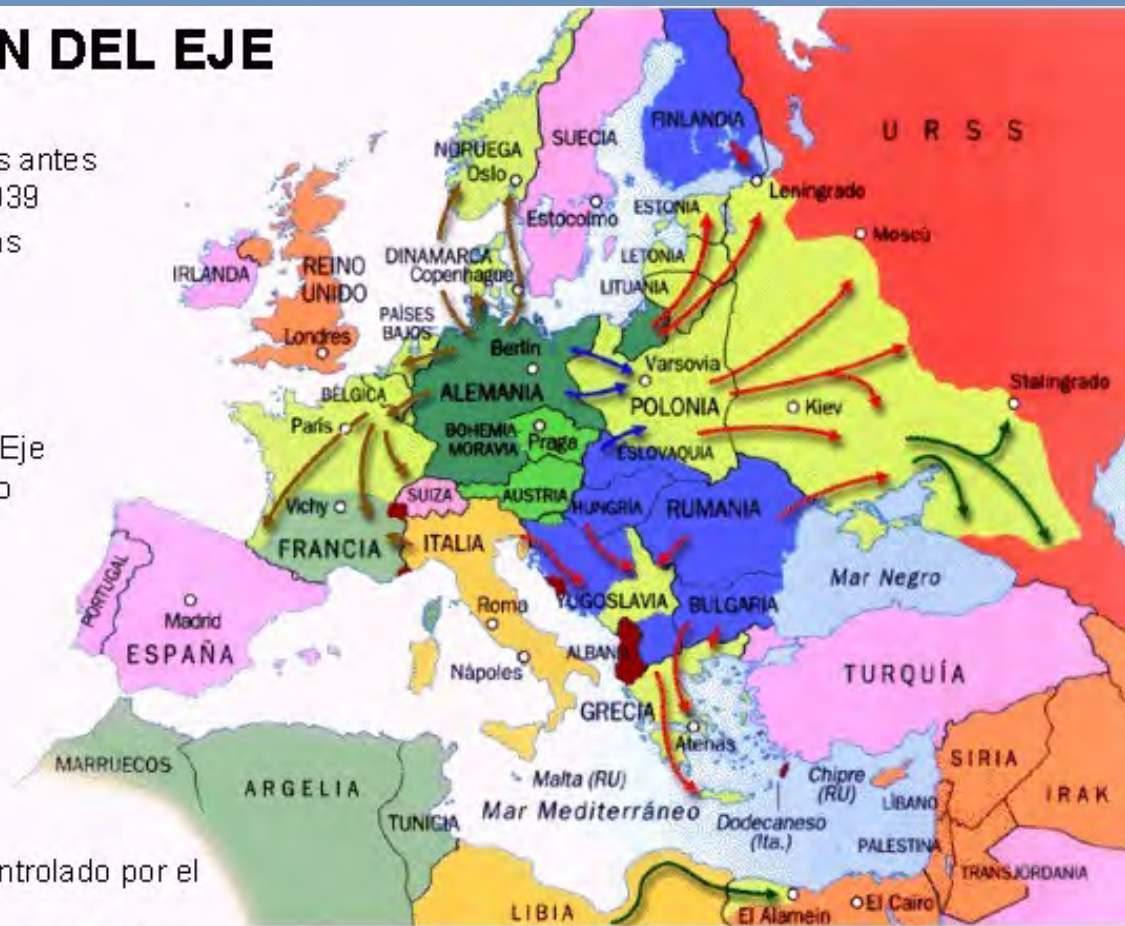 N DEL EJE
s antes
939
as
Eje
o
ntrolado por el
URSS
FINLANDIA
SUECIA
NORUEGA
Oslo
Leningrado
ESTONIA
Estocolmo
Moscú
DINAMARCA
Copenhague
LETONIA
IRLANDA
REINO
UNIDO
LITUANIA
PAÍSES
BAJOS
Londres
Berlín
Varsovia
Stalingrado
BÉLGICA
ALEMANIA
POLONIA
Kiev
París
BOHEMIA
MORAVIA
Praga
ESLOVAQUIA
SUIZA
AUSTRIA
HUNGRÍA
RUMANIA
Vichy
FRANCIA
ITALIA
Mar Negro
PORTUGAL
Madrid
ESPAÑA
Roma
YUGOSLAVIA
BULGARIA
ALBAN
Nápoles
TURQUÍA
GRECIA
Atenas
MARRUECOS
ARGELIA
TUNICIA
Malta (RU)
Mar Mediterráneo
Chipre
(RU)
SIRIA
LÍBANO
IRAK
Dodecaneso
(Ita.)
PALESTINA
TRANSJORDANIA
LIBIA
El Alamein
El Cairo